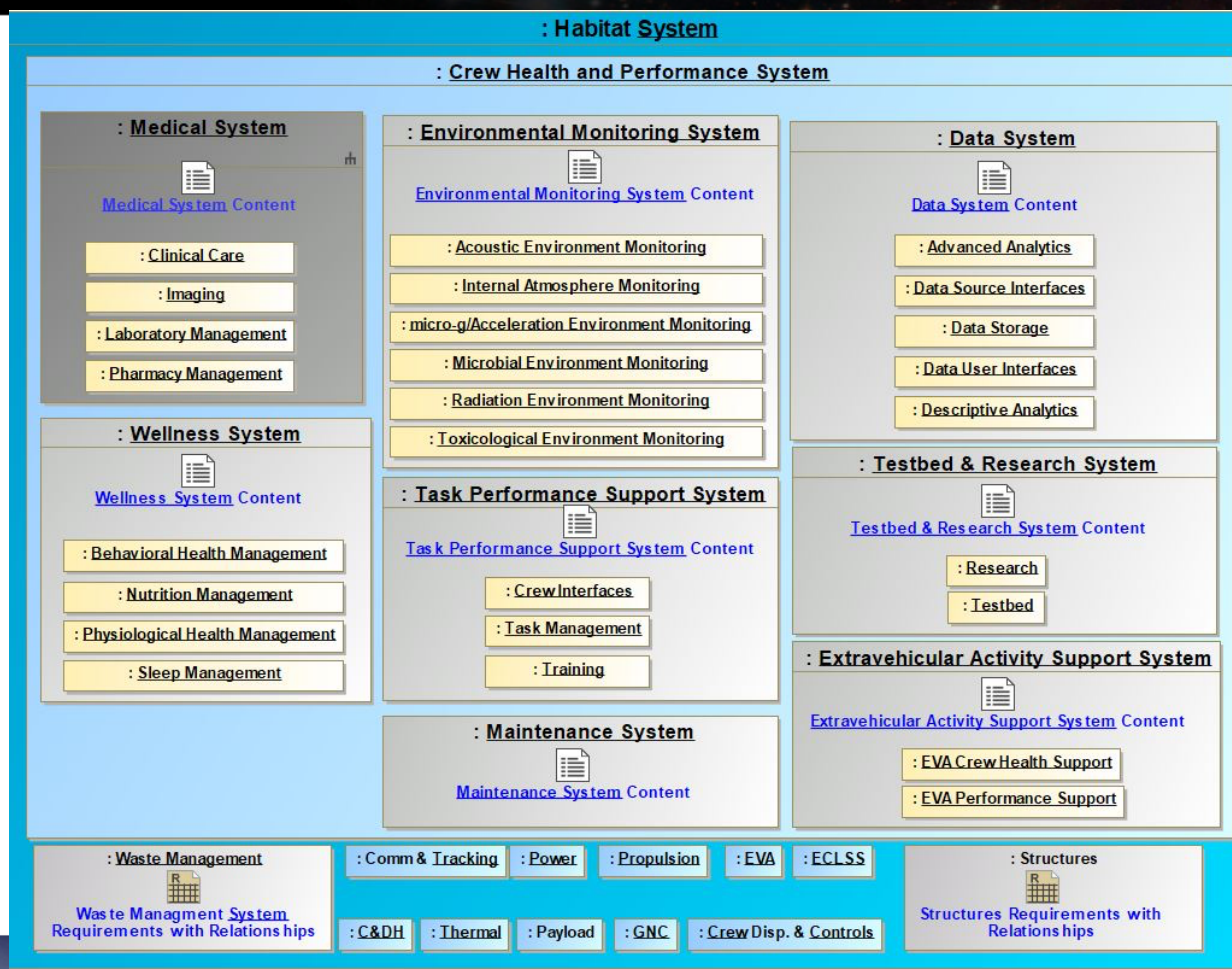 : Habitat System
: Crew Health and Performance System
: Medical System
Medical System Content
: Clinical Care
: Imaging
: Laboratory Management
: Pharmacy Management
: Wellness System
Wellness System Content
: Behavioral Health Management
: Nutrition Management
: Physiological Health Management
: Sleep Management
: Environmental Monitoring System
Environmental Monitoring System Content
: Acoustic Environment Monitoring
: Internal Atmosphere Monitoring
: micro-g/Acceleration Environment Monitoring
: Microbial Environment Monitoring
: Radiation Environment Monitoring
: Toxicological Environment Monitoring
: Task Performance Support System
Task Performance Support System Content
: Crew Interfaces
: Task Management
: Training
: Maintenance System
Maintenance System Content
: Data System
Data System Content
: Advanced Analytics
: Data Source Interfaces
: Data Storage
: Data User Interfaces
: Descriptive Analytics
: Testbed & Research System
Testbed & Research System Content
: Research
: Testbed
: Extravehicular Activity Support System
Extravehicular Activity Support System Content
: EVA Crew Health Support
: EVA Performance Support
: Waste Management
R
Waste Managment System
Requirements with Relationships
: Comm & Tracking
: Power
: Propulsion
: EVA
: ECLSS
: C&DH
: Thermal
: Payload
: GNC
: Crew Disp. & Controls
: Structures
R
Structures Requirements with
Relationships